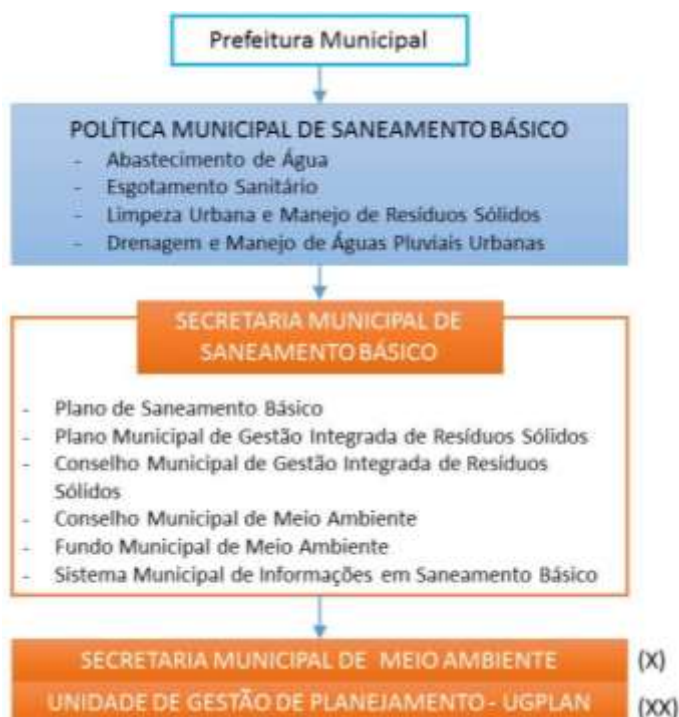 Prefeitura Municipal
POLÍTICA MUNICIPAL DE SANEAMENTO BÁSICO
- Abastecimento de Água
- Esgotamento Sanitário
- Limpeza Urbana e Manejo de Resíduos Sólidos
- Drenagem e Manejo de Águas Pluviais Urbanas
SECRETARIA MUNICIPAL DE
SANEAMENTO BÁSICO
- Plano de Saneamento Básico
- Plano Municipal de Gestão Integrada de Resíduos Sólidos
- Conselho Municipal de Gestão Integrada de Resíduos
Sólidos
- Conselho Municipal de Meio Ambiente
- Fundo Municipal de Meio Ambiente
- Sistema Municipal de Informações em Saneamento Básico
SECRETARIA MUNICIPAL DE MEIO AMBIENTE (X)
UNIDADE DE GESTÃO DE PLANEJAMENTO - UGPLAN (XX)